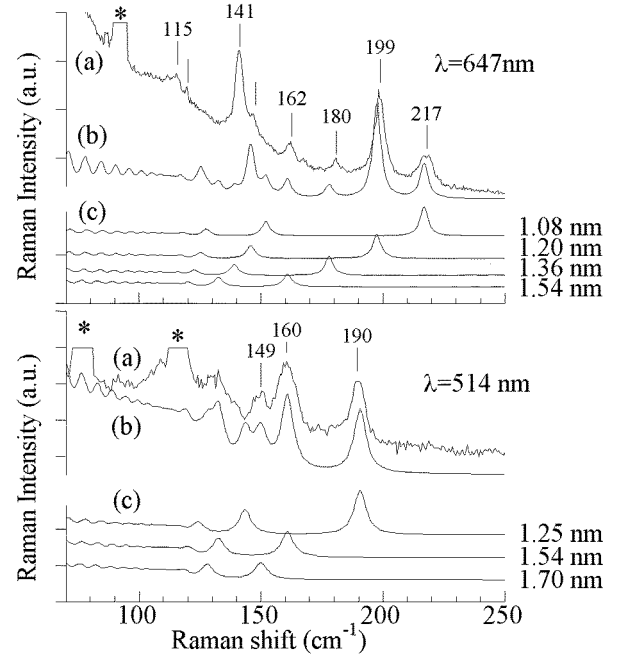 *
141
115
199
(a)
λ=647nm
162
180
217
(b)
(c)
1.08 nm
1.20 nm
1.36 nm
1.54 nm
Raman Intensity (a.u.)
*
*
160
190
(a)
149
λ=514 nm
(b)
(c)
1.25 nm
1.54 nm
1.70 nm
Raman Intensity (a.u.)
100 150 200 250
Raman shift (cm⁻¹)